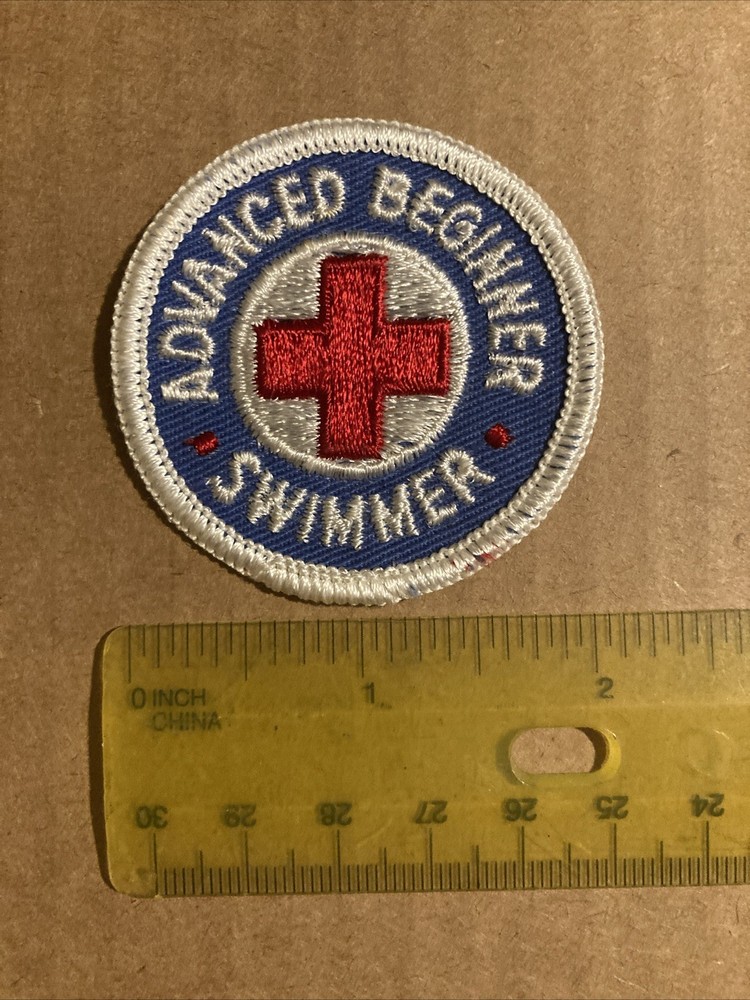 ADVANCED BEGINNER
SWIMMER
0 INCH 1 2
CHINA
30 29 28 27 26 25 24